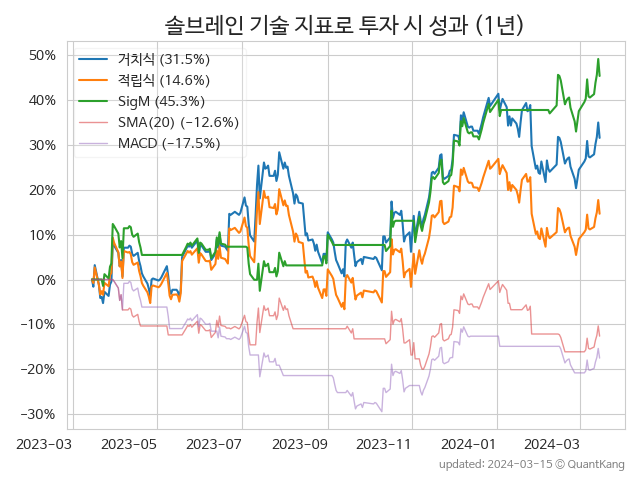 솔브레인 기술 지표로 투자 시 성과 (1년)
거치식 (31.5%)
적립식 (14.6%)
SigM (45.3%)
SMA(20) (−12.6%)
MACD (−17.5%)
50%
40%
30%
20%
10%
0%
−10%
−20%
−30%
2023−03
2023−05
2023−07
2023−09
2023−11
2024−01
2024−03
updated: 2024−03−15 ⓒ QuantKang